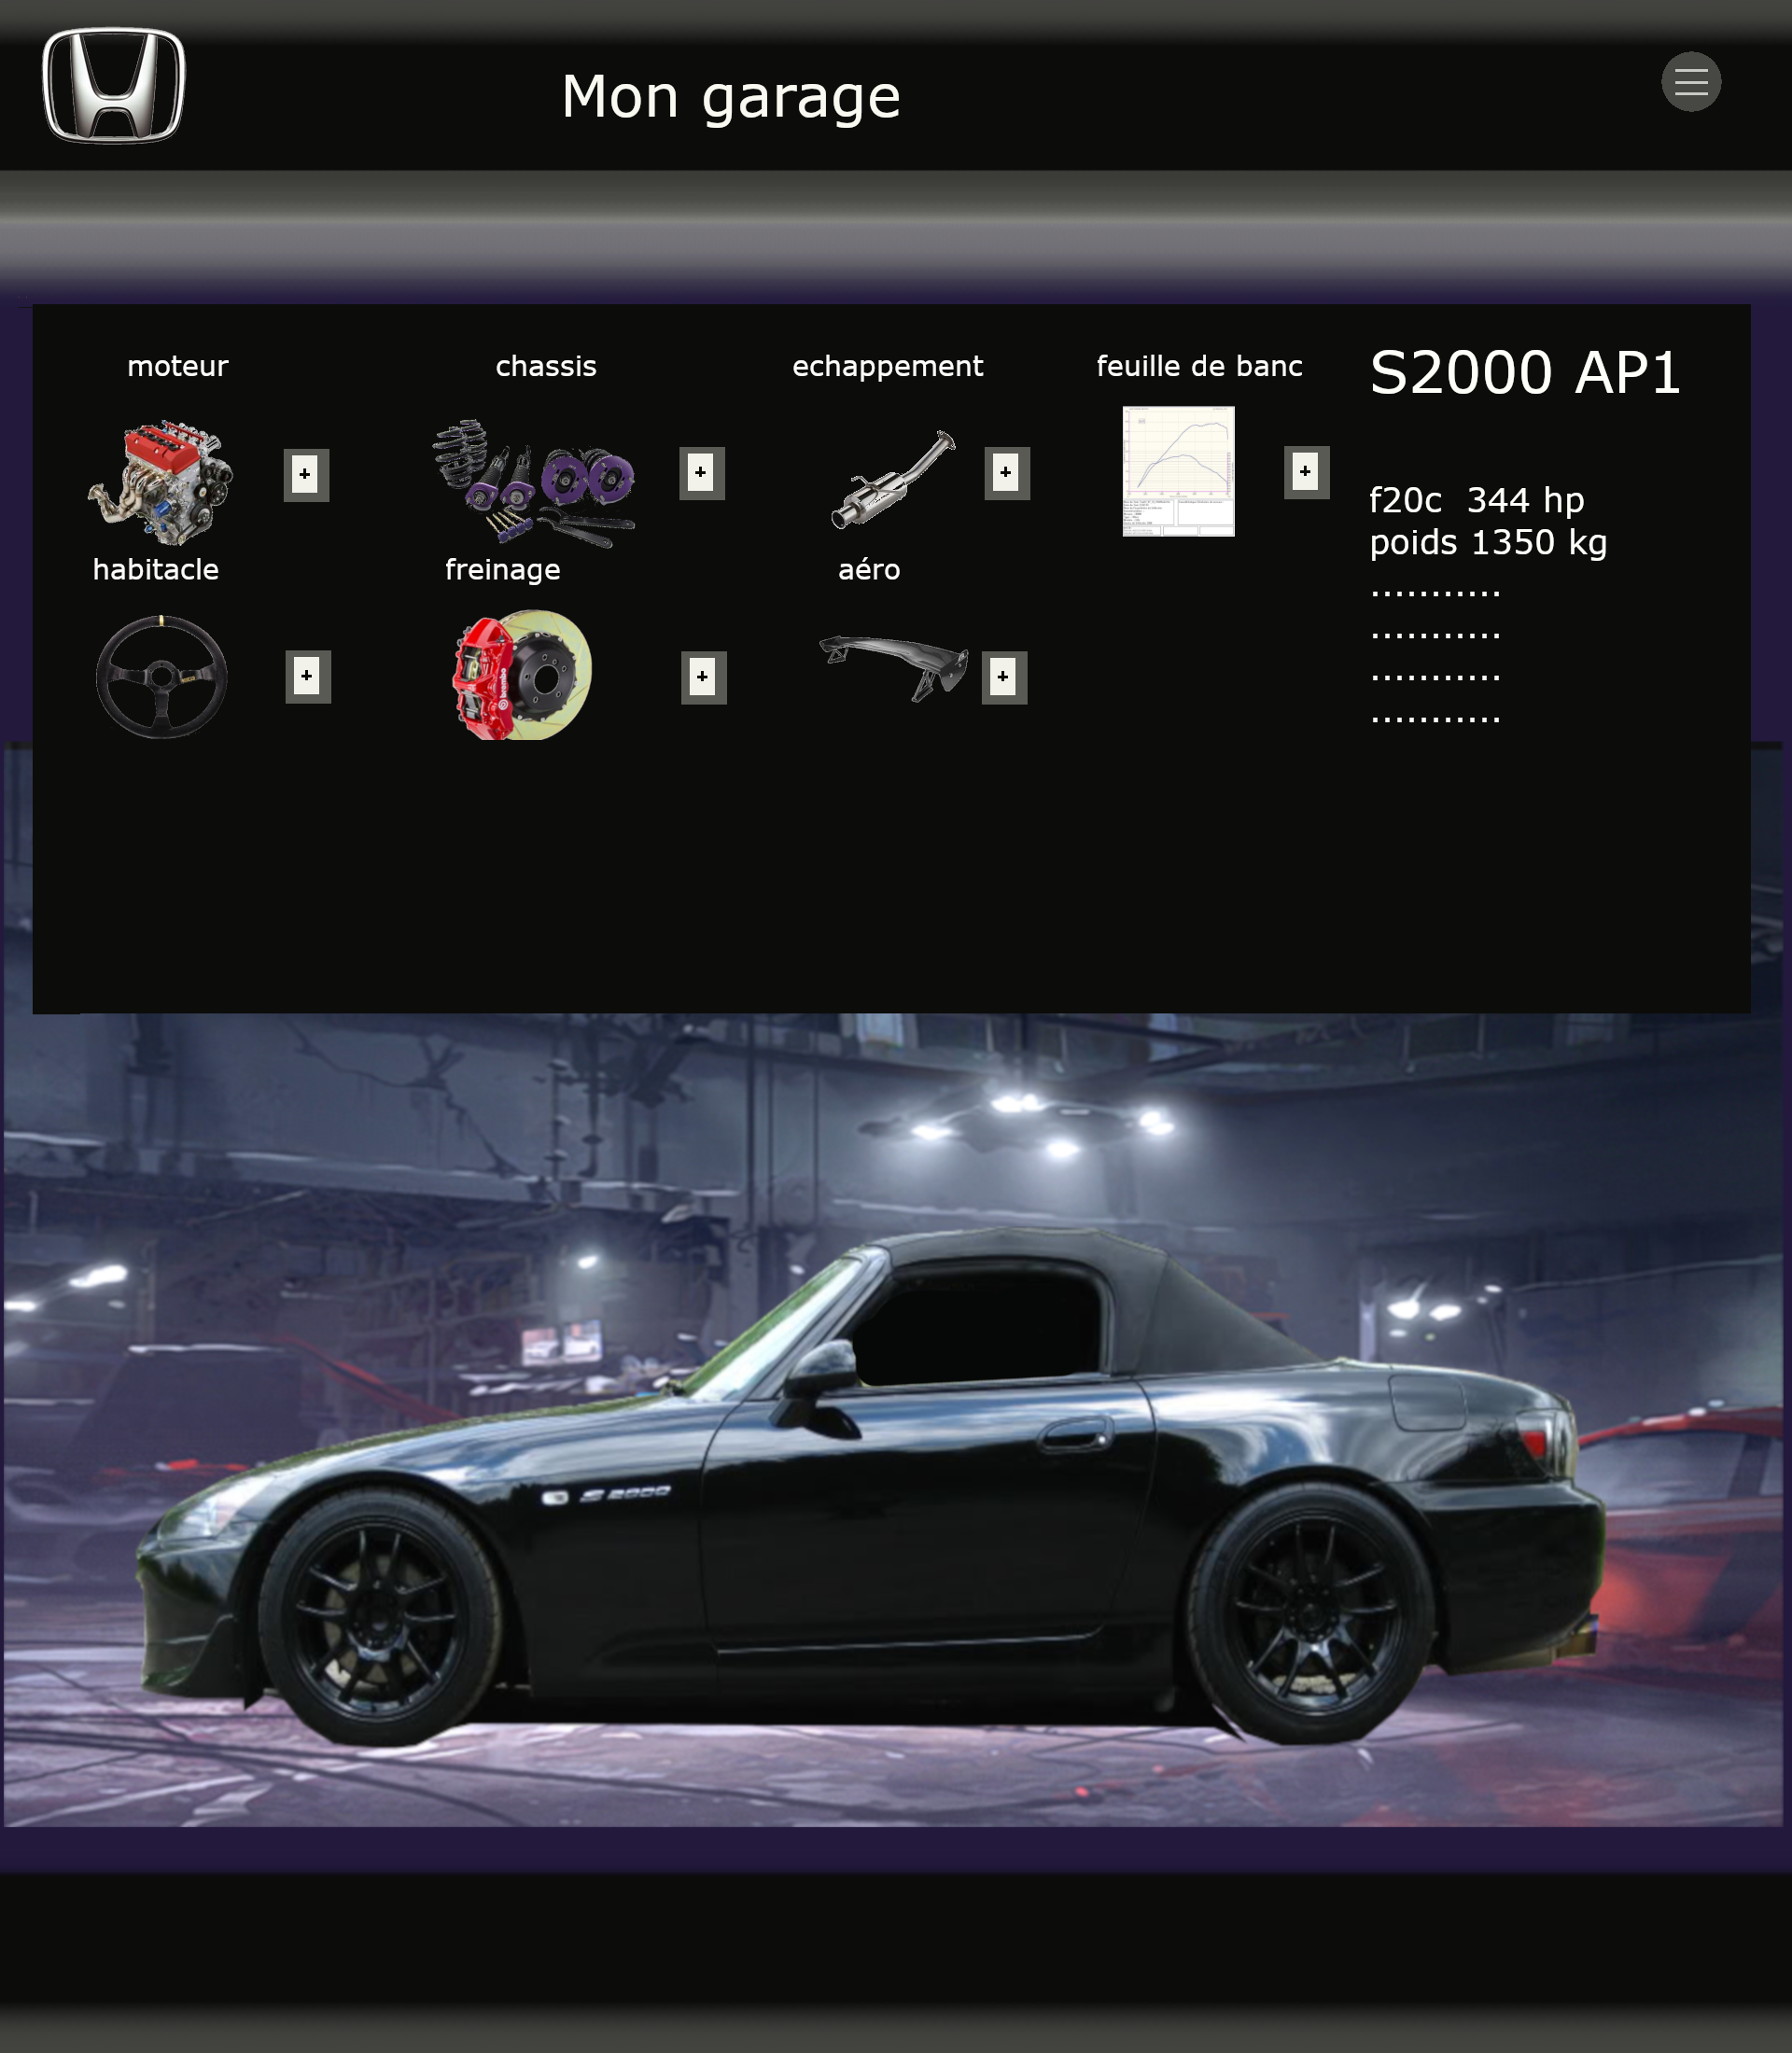 Mon garage
moteur
chassis
echappement
feuille de banc
S2000 AP1
+
+
+
+
f20c 344 hp
poids 1350 kg
...........
...........
...........
...........
habitacle
freinage
aéro
+
+
+
brembo
S2000